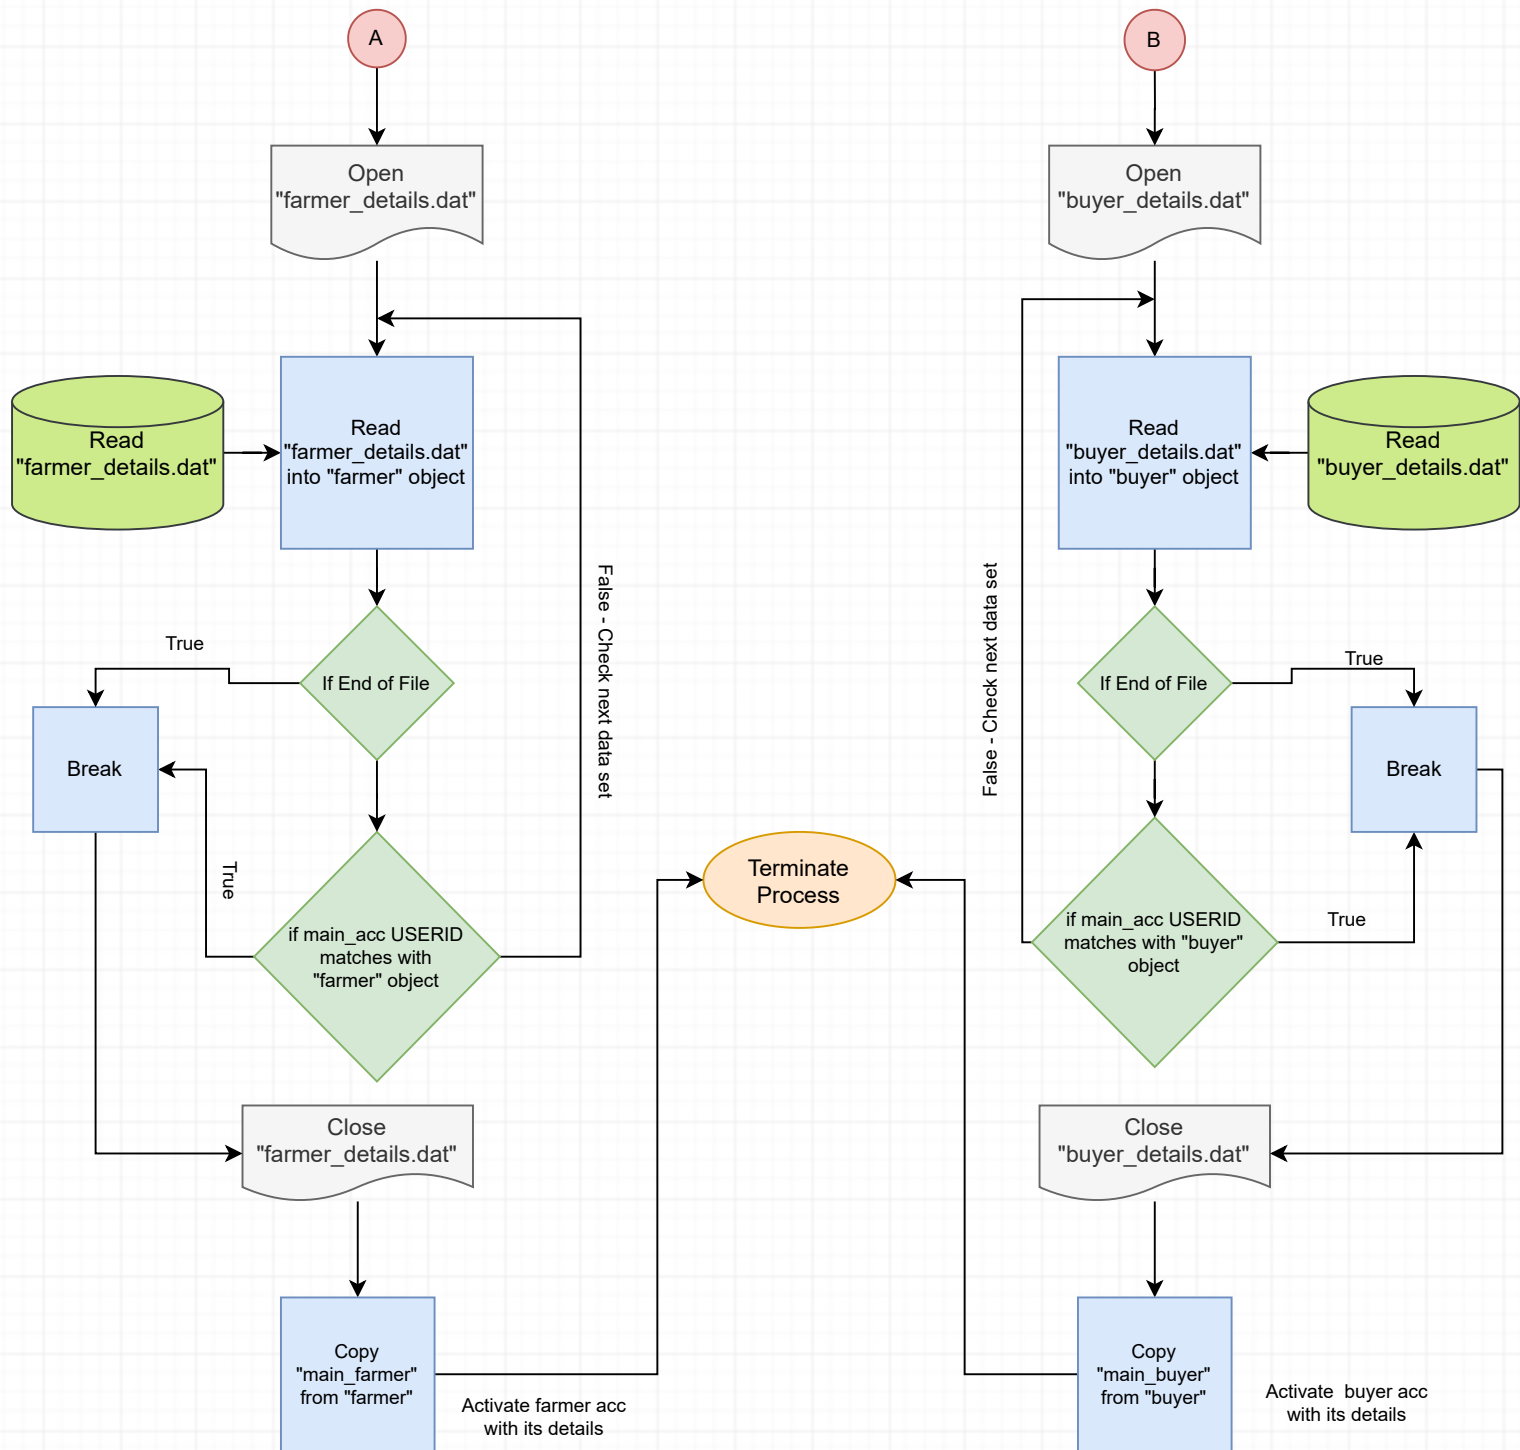 A
Open
"farmer_details.dat"
Read
"farmer_details.dat"
Read
"farmer_details.dat"
into "farmer" object
If End of File
True
Break
True
False - Check next data set
if main_acc USERID
matches with
"farmer" object
Close
"farmer_details.dat"
Copy
"main_farmer"
from "farmer"
Activate farmer acc
with its details
Terminate
Process
B
Open
"buyer_details.dat"
Read
"buyer_details.dat"
into "buyer" object
Read
"buyer_details.dat"
False - Check next data set
If End of File
True
Break
if main_acc USERID
matches with "buyer"
object
True
Close
"buyer_details.dat"
Copy
"main_buyer"
from "buyer"
Activate  buyer acc
with its details